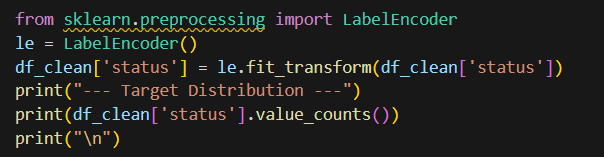 from sklearn.preprocessing import LabelEncoder
le = LabelEncoder()
df_clean['status'] = le.fit_transform(df_clean['status'])
print("--- Target Distribution ---")
print(df_clean['status'].value_counts())
print("\n")